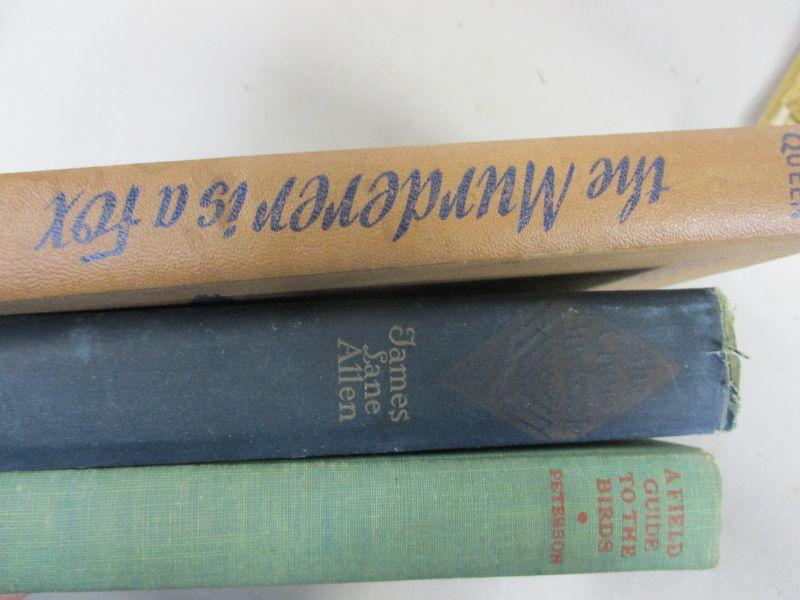 the Murderer is a Fox
QUEEN
James
Lane
Allen
A FIELD
GUIDE
TO THE
BIRDS
PETERSON